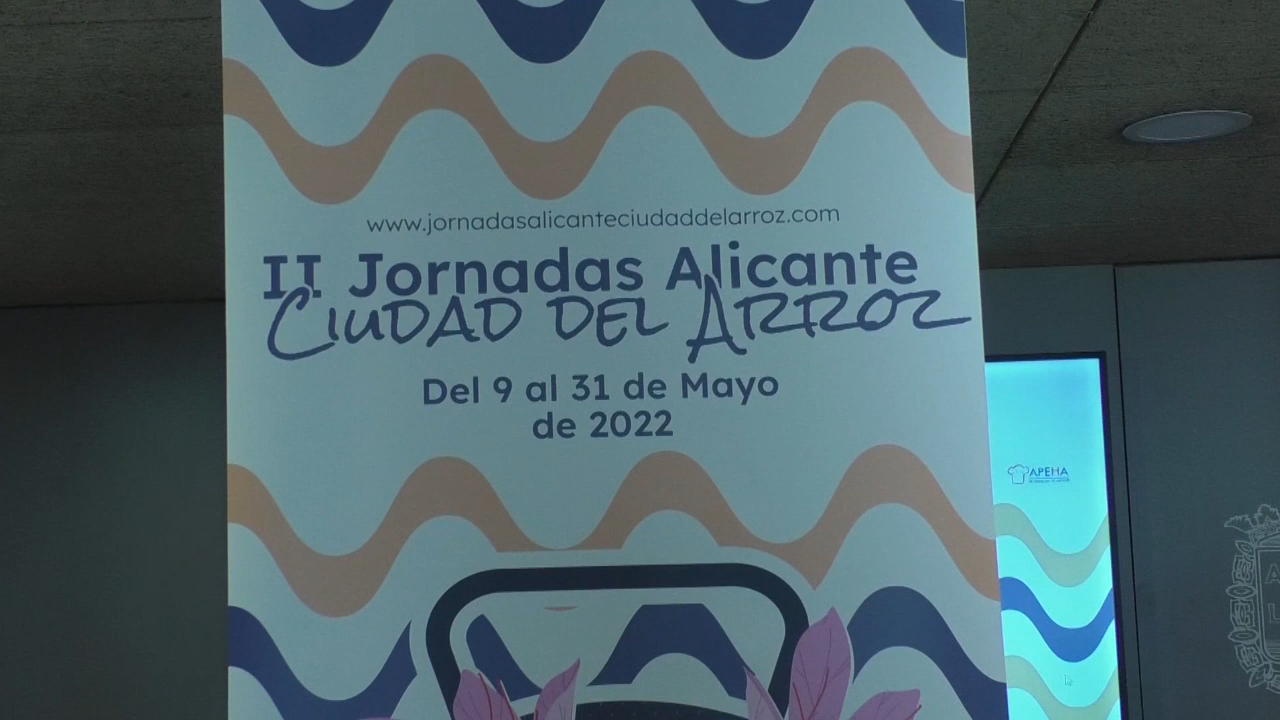 www.jornadasalicanteciudaddelarroz.com
II Jornadas Alicante
CIUDAD DEL ARROZ
Del 9 al 31 de Mayo
de 2022
APEHA